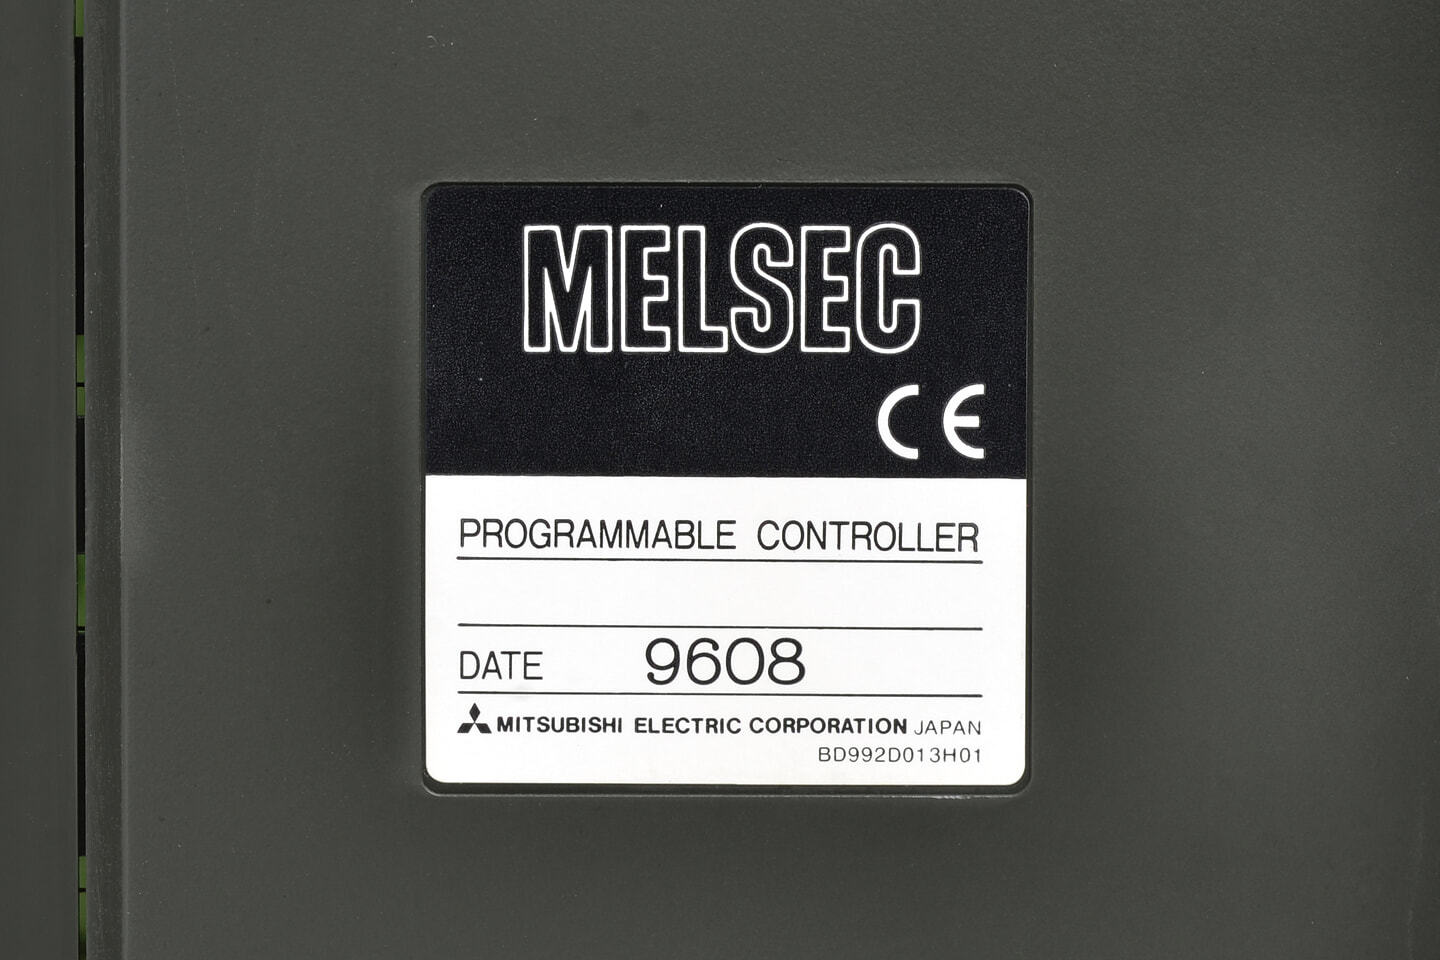 MELSEC
CE
PROGRAMMABLE CONTROLLER
DATE 9608
MITSUBISHI ELECTRIC CORPORATION JAPAN
BD992D013H01